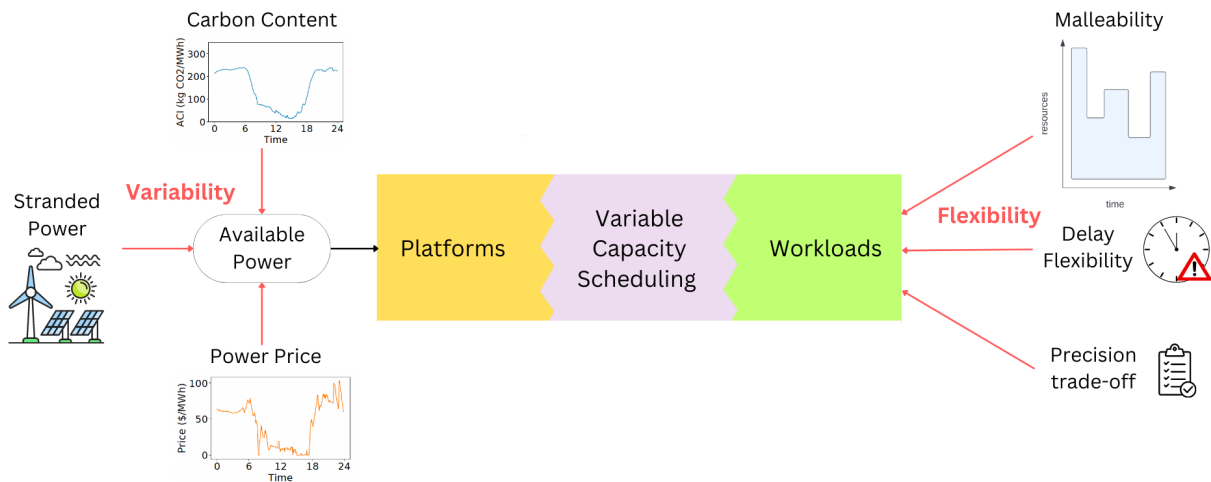 Carbon Content
300
200
100
0
ACI (kg CO2/MWh)
0 6 12 18 24
Time
Variability
Stranded
Power
Available
Power
Power Price
100
50
0
Price ($/MWh)
0 6 12 18 24
Time
Platforms
Variable
Capacity
Scheduling
Workloads
Malleability
resources
time
Flexibility
Delay
Flexibility
Precision
trade-off